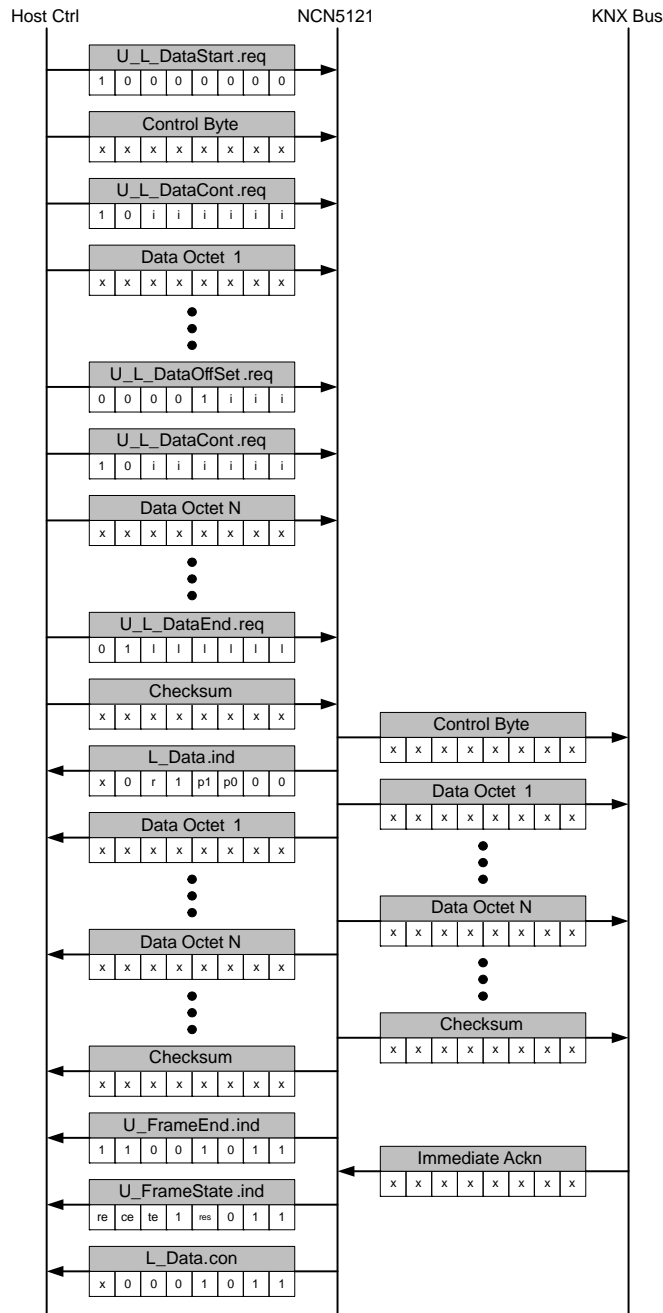 Host Ctrl NCN5121 KNX Bus
U_L_DataStart.req
1 0 0 0 0 0 0 0
Control Byte
x x x x x x x x
U_L_DataCont.req
1 0 i i i i i i
Data Octet 1
x x x x x x x x
U_L_DataOffSet.req
0 0 0 0 1 i i i
U_L_DataCont.req
1 0 i i i i i i
Data Octet N
x x x x x x x x
U_L_DataEnd.req
0 1 l l l l l l
Checksum
x x x x x x x x
Control Byte
x x x x x x x x
L_Data.ind
x 0 r 1 p1 p0 0 0
Data Octet 1
x x x x x x x x
Data Octet 1
x x x x x x x x
Data Octet N
x x x x x x x x
Data Octet N
x x x x x x x x
Checksum
x x x x x x x x
Checksum
x x x x x x x x
U_FrameEnd.ind
1 1 0 0 1 0 1 1
Immediate Ackn
x x x x x x x x
U_FrameState.ind
re ce te 1 res 0 1 1
L_Data.con
x 0 0 0 1 0 1 1